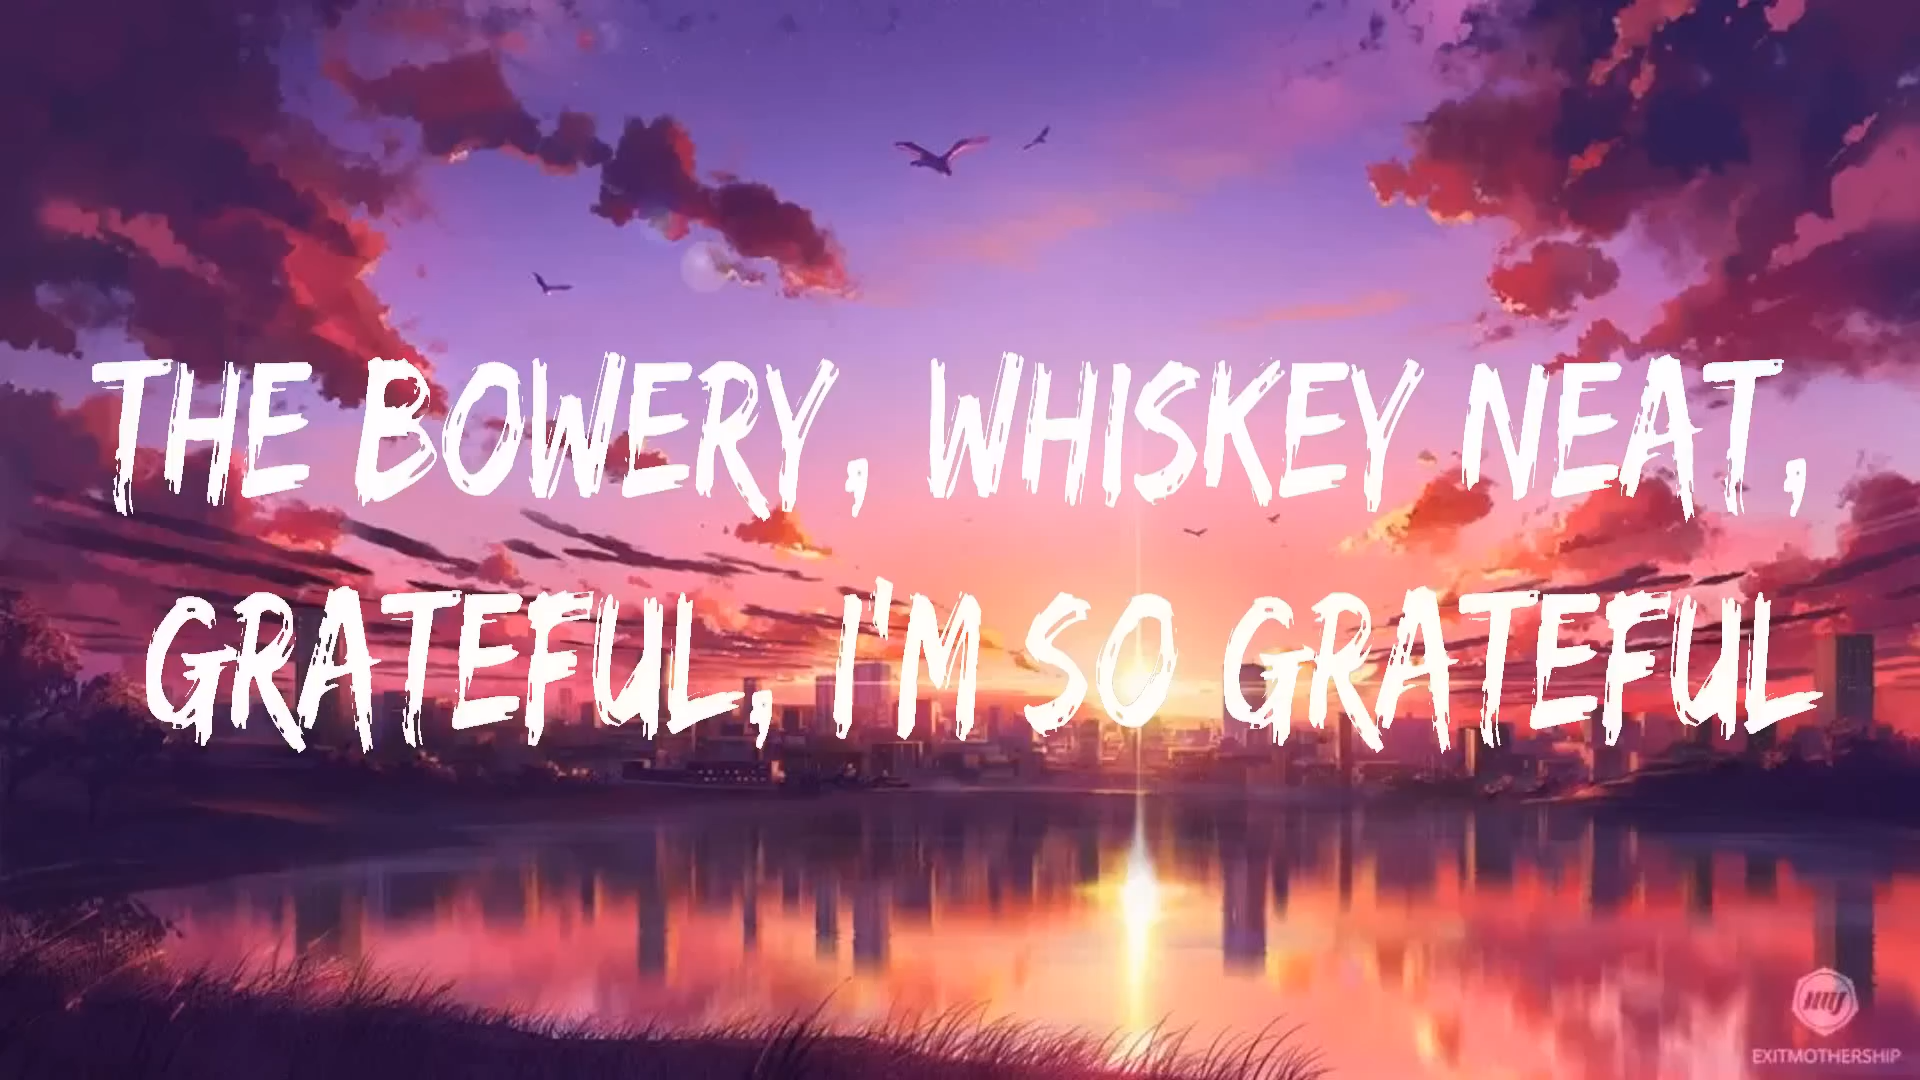 THE BOWERY, WHISKEY NEAT,
GRATEFUL, I'M SO GRATEFUL
EXITMOTHERSHIP